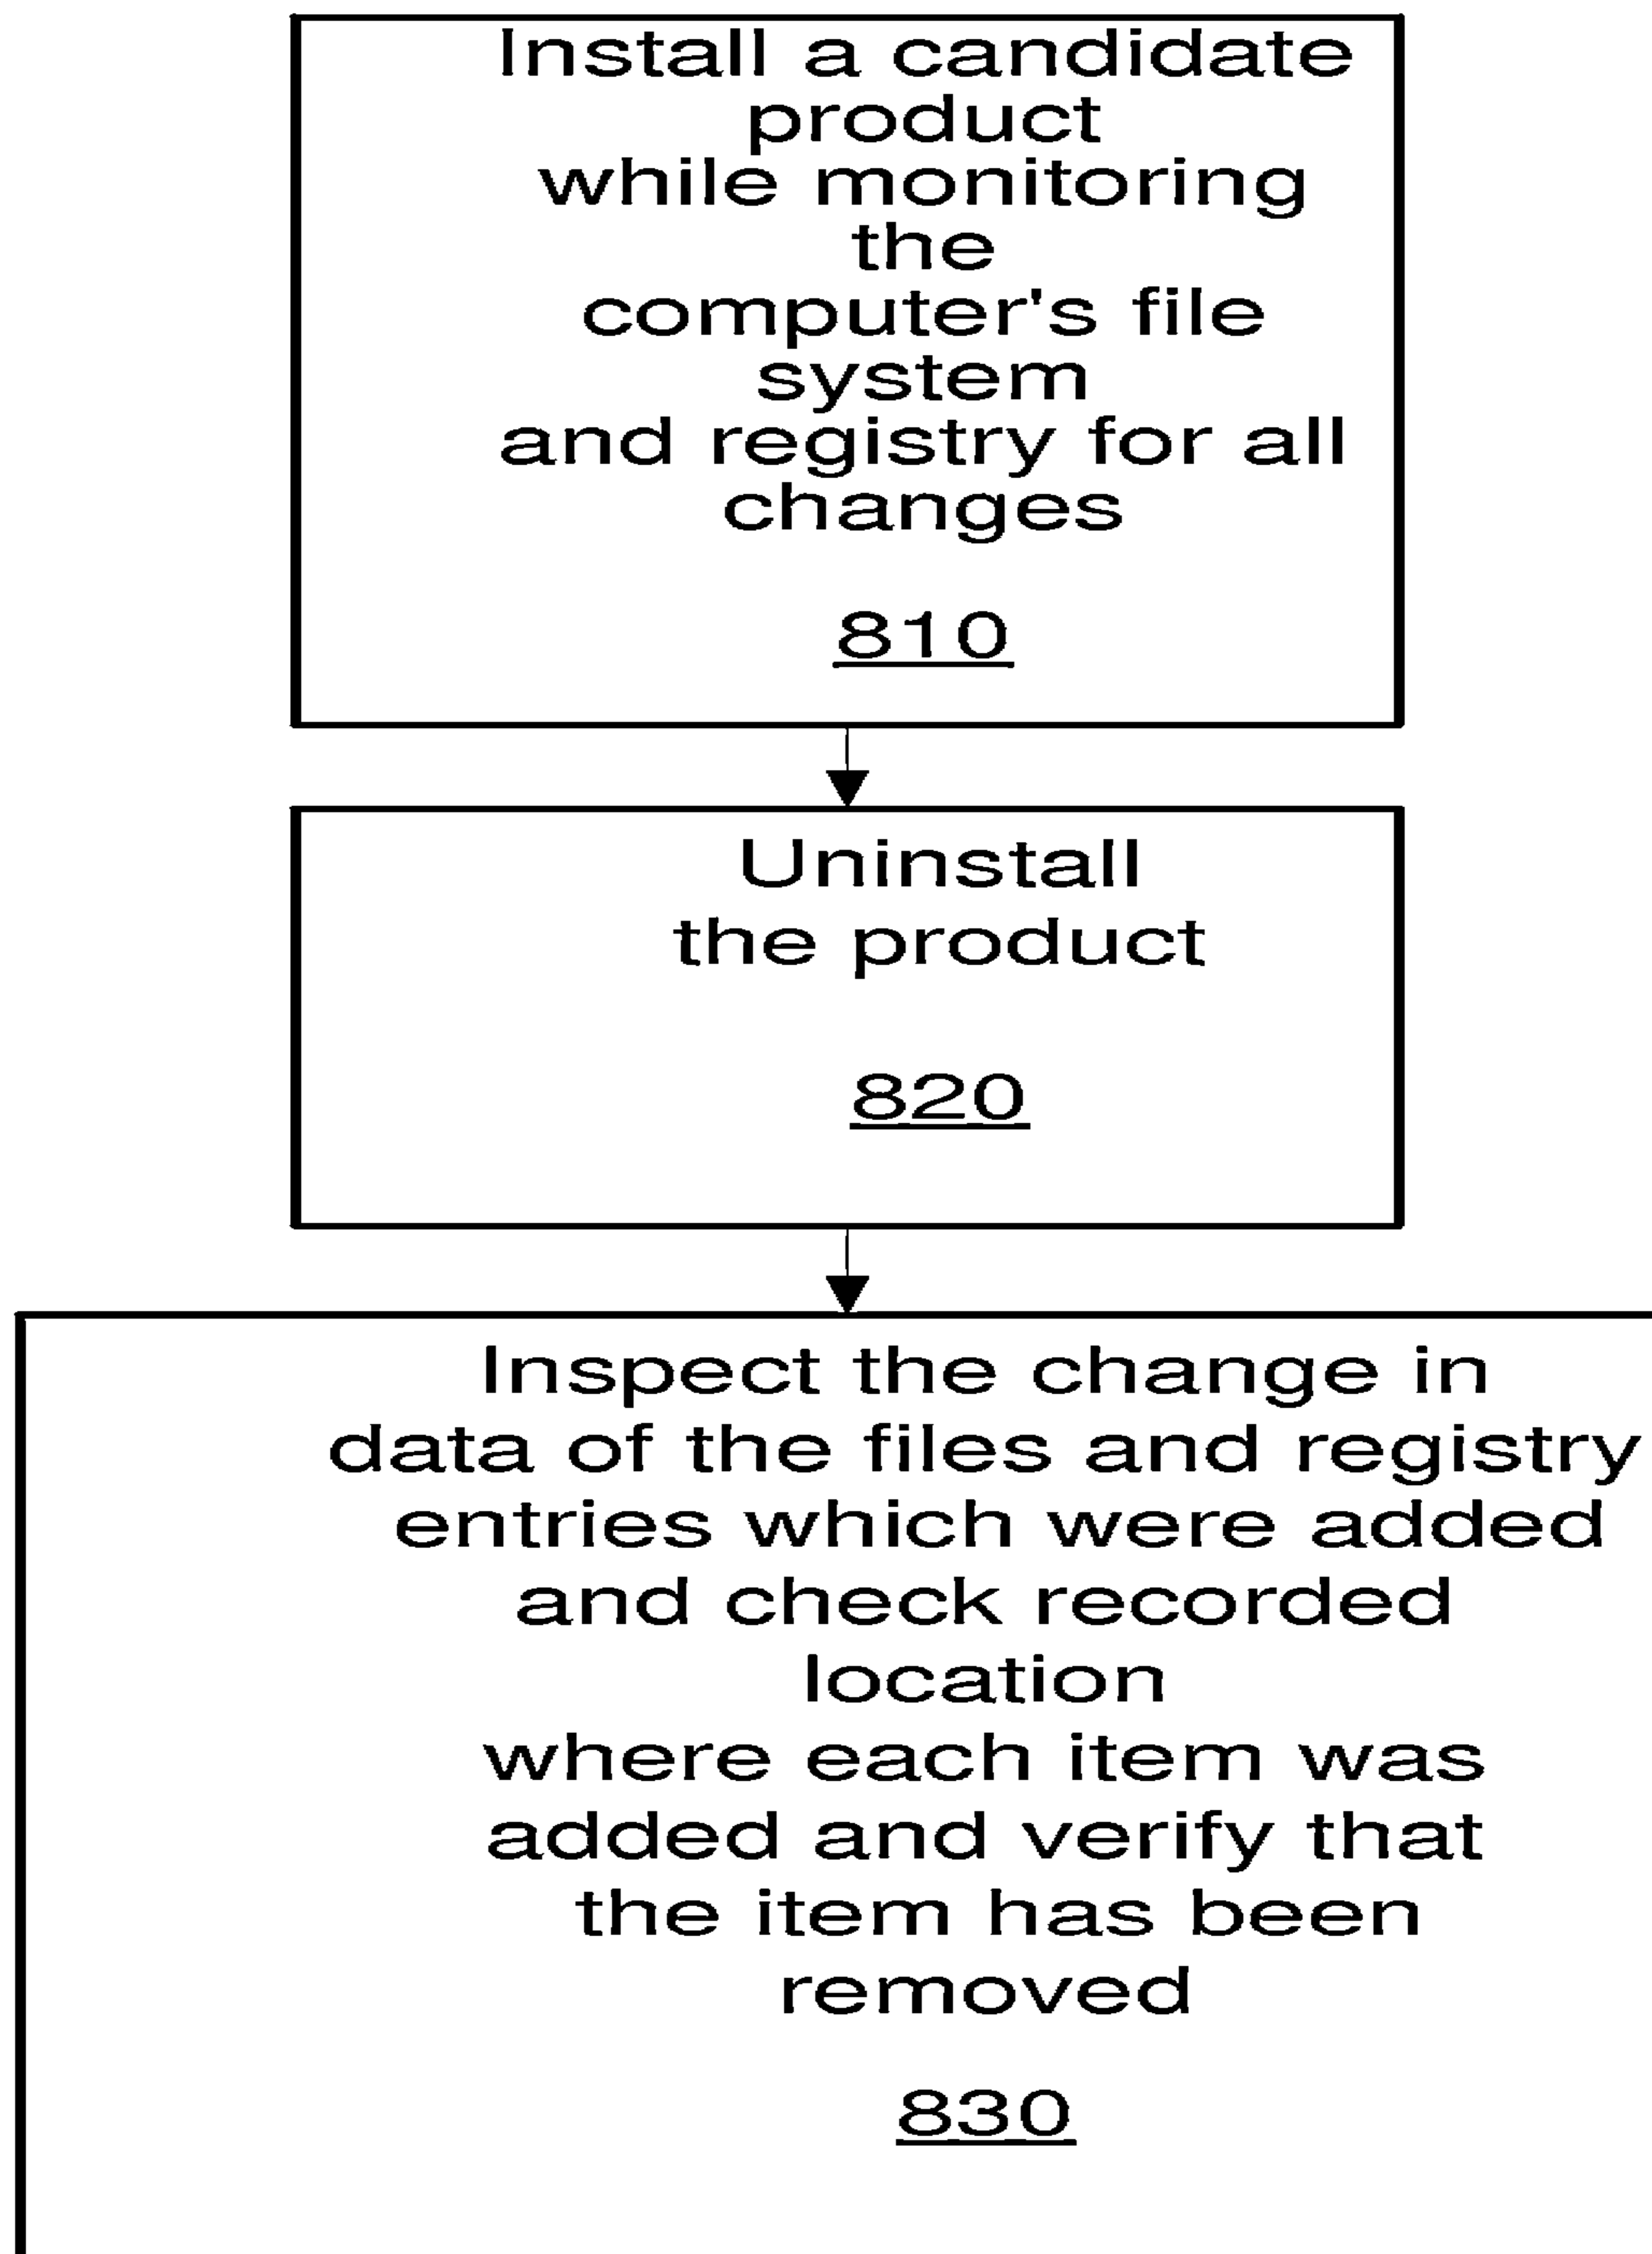 Install a candidate
product
while monitoring
the
computer's file
system
and registry for all
changes
810
Uninstall
the product
820
Inspect the change in
data of the files and registry
entries which were added
and check recorded
location
where each item was
added and verify that
the item has been
removed
830